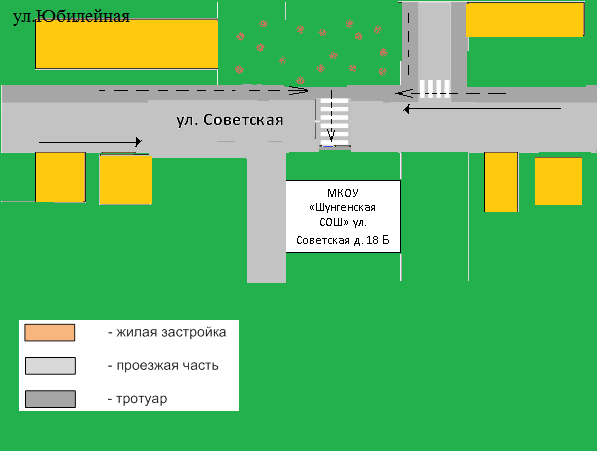 ул.Юбилейная
ул. Советская
МКОУ
«Шунгенская
СОШ» ул.
Советская д. 18 Б
- жилая застройка
- проезжая часть
- тротуар